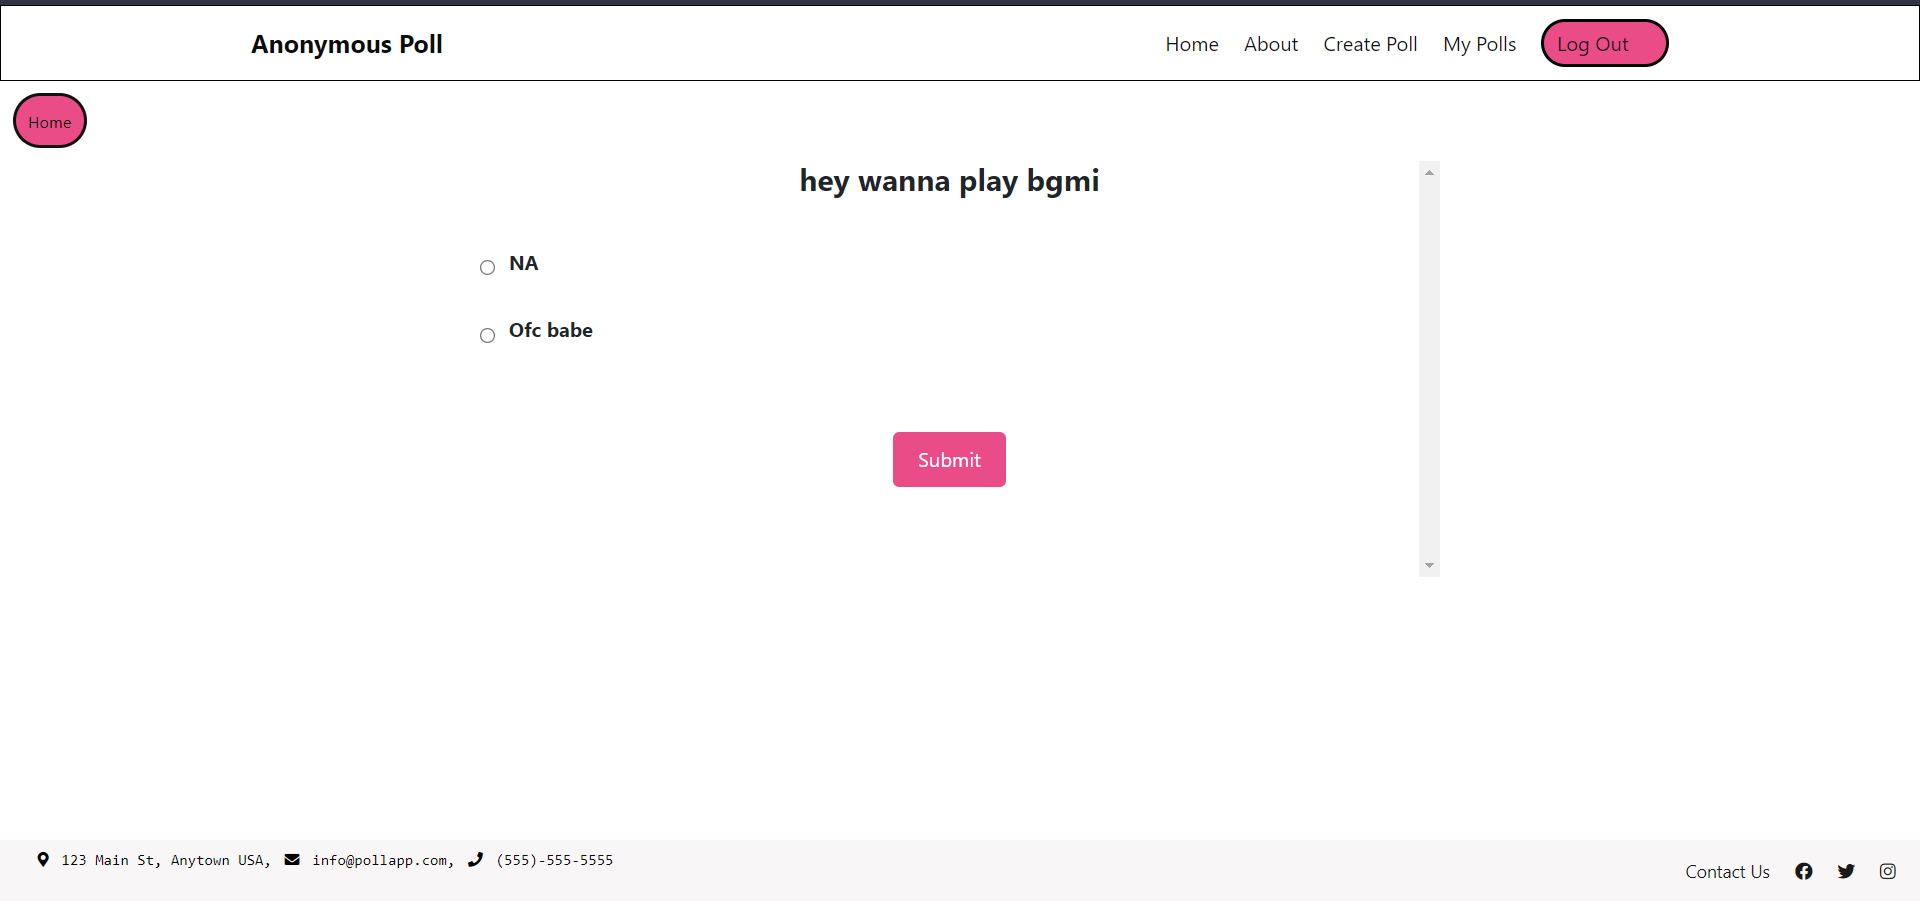 Anonymous Poll
Home About Create Poll My Polls Log Out
Home
hey wanna play bgmi
NA
Ofc babe
Submit
123 Main St, Anytown USA, info@pollapp.com, (555)-555-5555
Contact Us